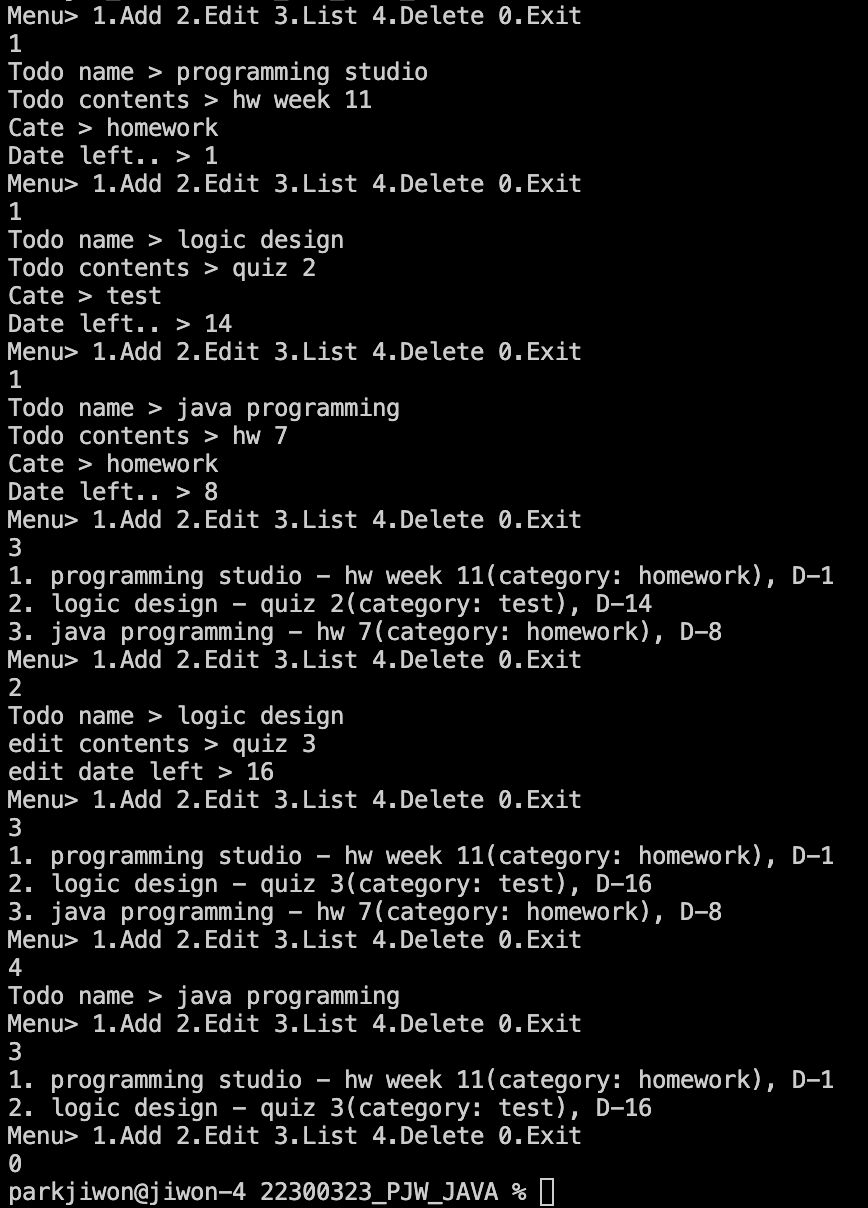 Menu> 1.Add 2.Edit 3.List 4.Delete 0.Exit
1
Todo name > programming studio
Todo contents > hw week 11
Cate > homework
Date left.. > 1
Menu> 1.Add 2.Edit 3.List 4.Delete 0.Exit
1
Todo name > logic design
Todo contents > quiz 2
Cate > test
Date left.. > 14
Menu> 1.Add 2.Edit 3.List 4.Delete 0.Exit
1
Todo name > java programming
Todo contents > hw 7
Cate > homework
Date left.. > 8
Menu> 1.Add 2.Edit 3.List 4.Delete 0.Exit
3
1. programming studio - hw week 11(category: homework), D-1
2. logic design - quiz 2(category: test), D-14
3. java programming - hw 7(category: homework), D-8
Menu> 1.Add 2.Edit 3.List 4.Delete 0.Exit
2
Todo name > logic design
edit contents > quiz 3
edit date left > 16
Menu> 1.Add 2.Edit 3.List 4.Delete 0.Exit
3
1. programming studio - hw week 11(category: homework), D-1
2. logic design - quiz 3(category: test), D-16
3. java programming - hw 7(category: homework), D-8
Menu> 1.Add 2.Edit 3.List 4.Delete 0.Exit
4
Todo name > java programming
Menu> 1.Add 2.Edit 3.List 4.Delete 0.Exit
3
1. programming studio - hw week 11(category: homework), D-1
2. logic design - quiz 3(category: test), D-16
Menu> 1.Add 2.Edit 3.List 4.Delete 0.Exit
0
parkjiwon@jiwon-4 22300323_PJW_JAVA %